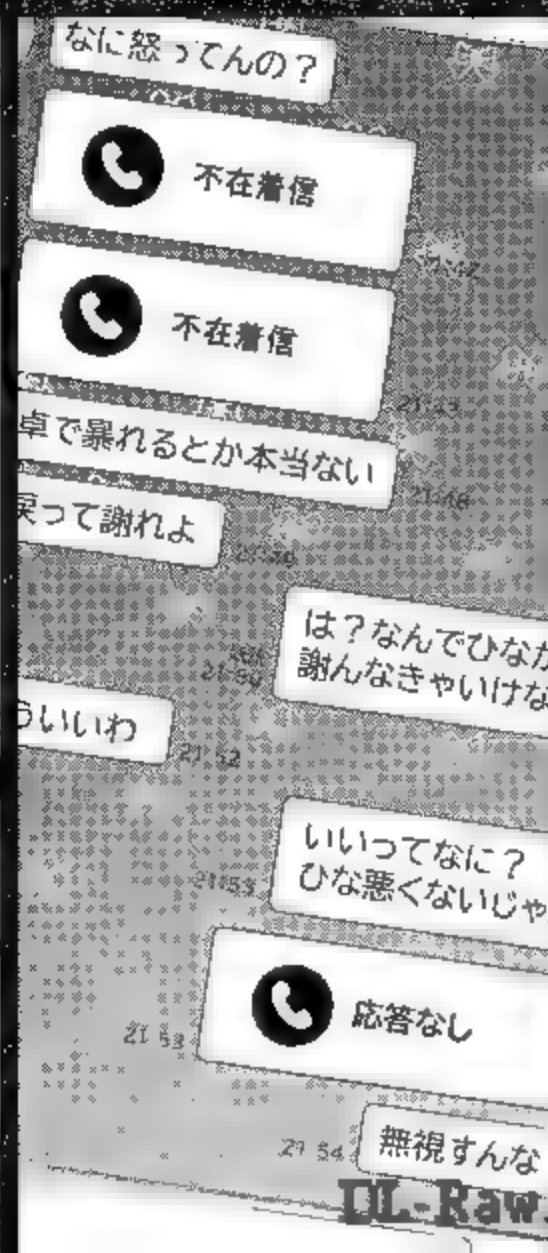 なに怒ってんの？
不在着信
不在着信
21:43
卓で暴れるとか本当ない
21:48
戻って謝れよ
は？なんでひなが
謝んなきゃいけな
21:50
ういいわ
21:52
いいってなに？
ひな悪くないじゃ
21:53
応答なし
21:53
無視すんな
21:54
DL-Raw.